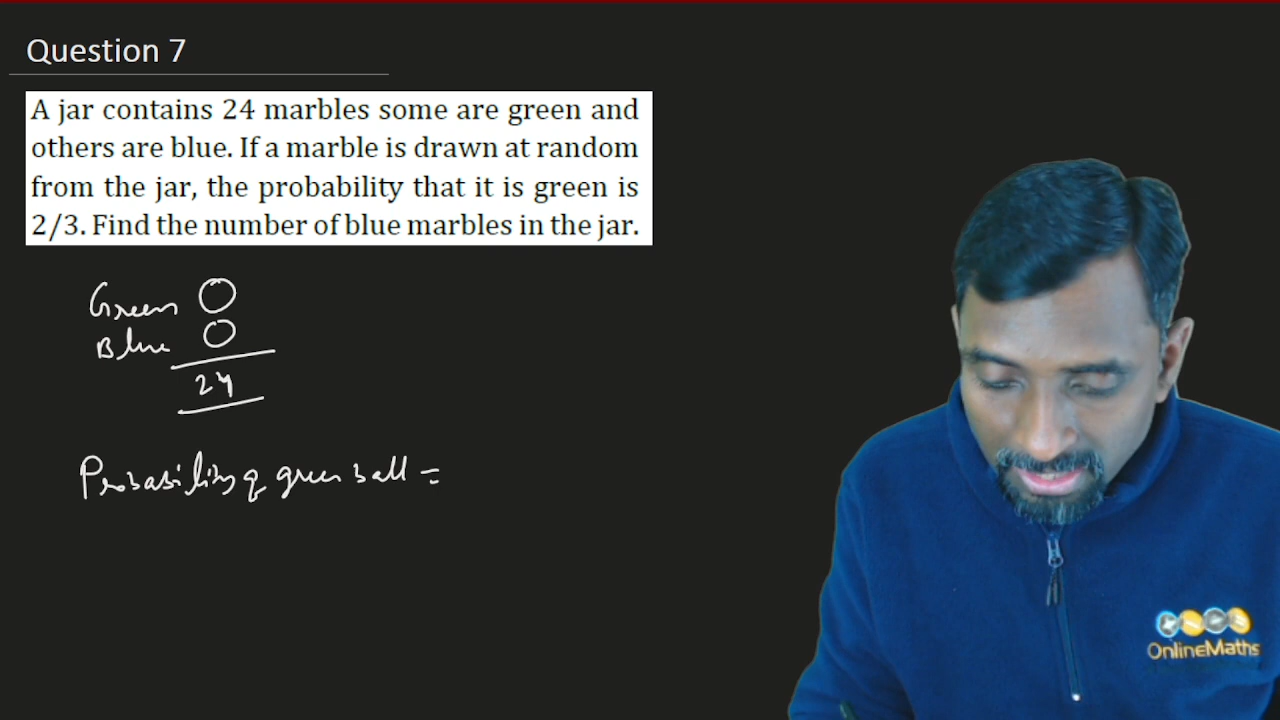 Question 7
A jar contains 24 marbles some are green and
others are blue. If a marble is drawn at random
from the jar, the probability that it is green is
2/3. Find the number of blue marbles in the jar.
Green
Blue
24
Probability of green ball =
OnlineMaths